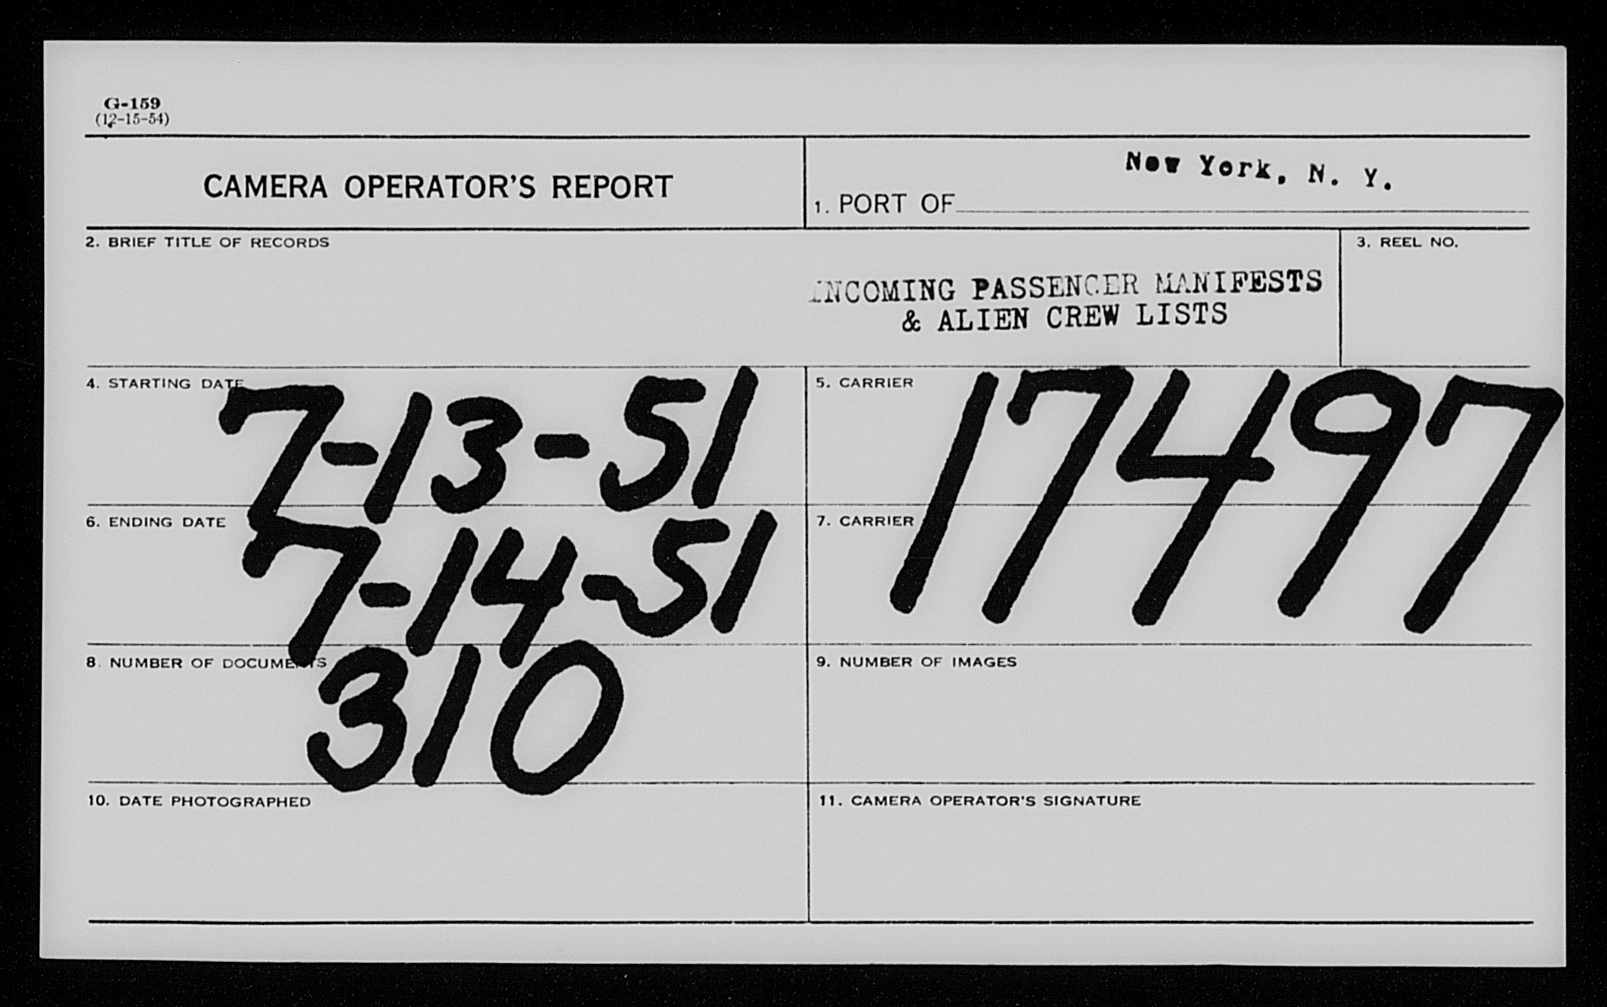 G-159
(12-15-54)
CAMERA OPERATOR'S REPORT
1. PORT OF New York, N. Y.
2. BRIEF TITLE OF RECORDS
INCOMING PASSENGER MANIFESTS
& ALIEN CREW LISTS
3. REEL NO.
4. STARTING DATE
7-13-51
5. CARRIER
17497
6. ENDING DATE
7-14-51
7. CARRIER
8. NUMBER OF DOCUMENTS
310
9. NUMBER OF IMAGES
10. DATE PHOTOGRAPHED
11. CAMERA OPERATOR'S SIGNATURE